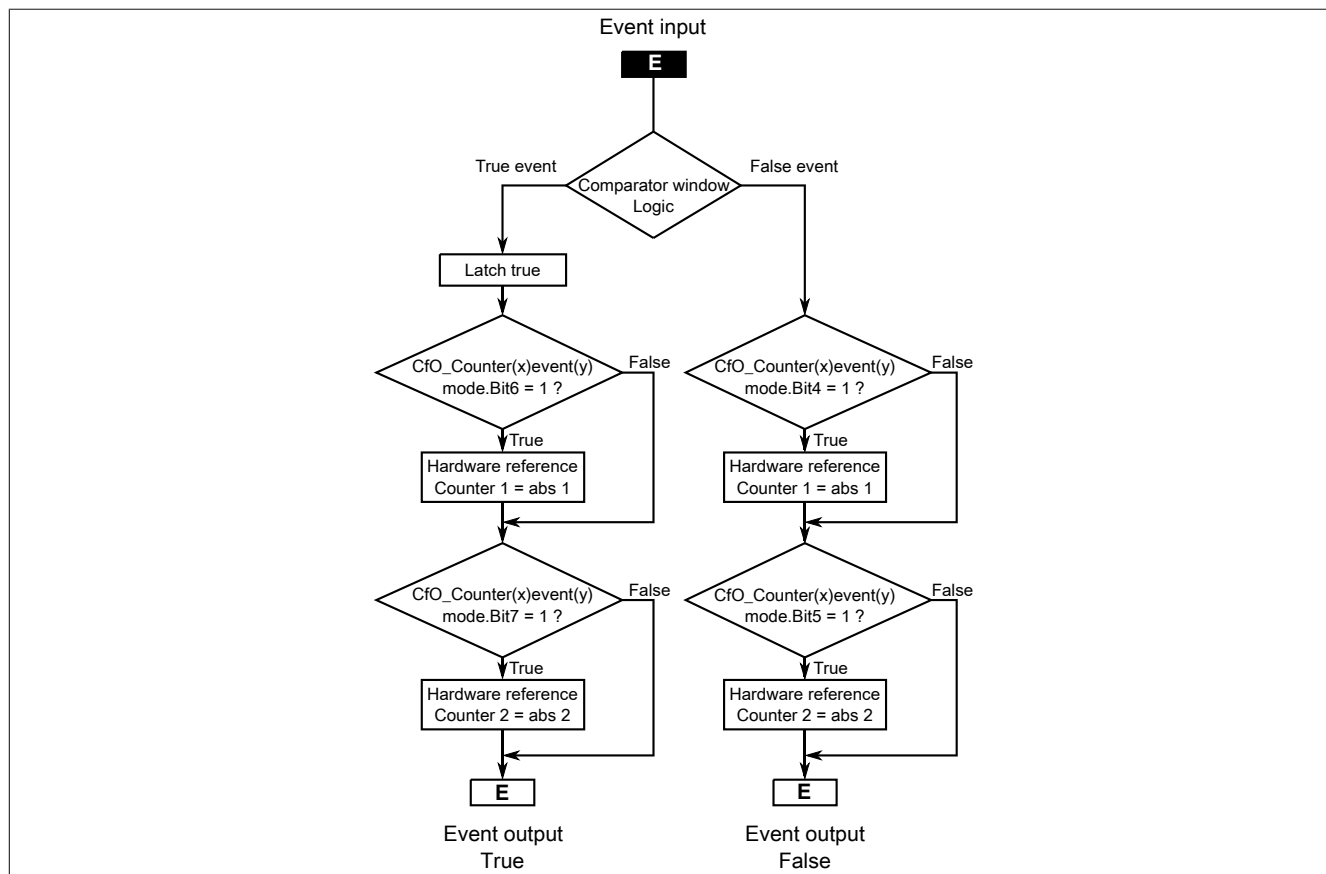 Event input
E
Comparator window
Logic
True event
False event
Latch true
CfO_Counter(x)event(y)
mode.Bit6 = 1 ?
False
True
Hardware reference
Counter 1 = abs 1
CfO_Counter(x)event(y)
mode.Bit7 = 1 ?
False
True
Hardware reference
Counter 2 = abs 2
E
Event output
True
CfO_Counter(x)event(y)
mode.Bit4 = 1 ?
False
True
Hardware reference
Counter 1 = abs 1
CfO_Counter(x)event(y)
mode.Bit5 = 1 ?
False
True
Hardware reference
Counter 2 = abs 2
E
Event output
False